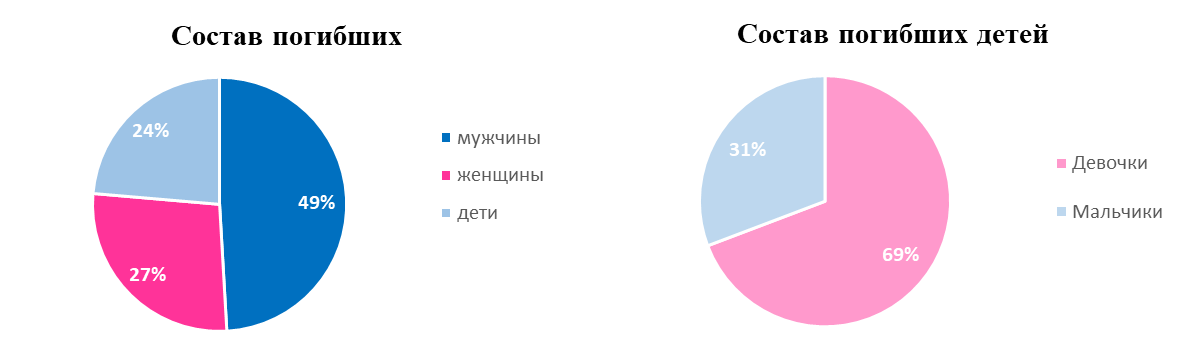 Состав погибших
24%
49%
27%
мужчины
женщины
дети
Состав погибших детей
31%
69%
Девочки
Мальчики